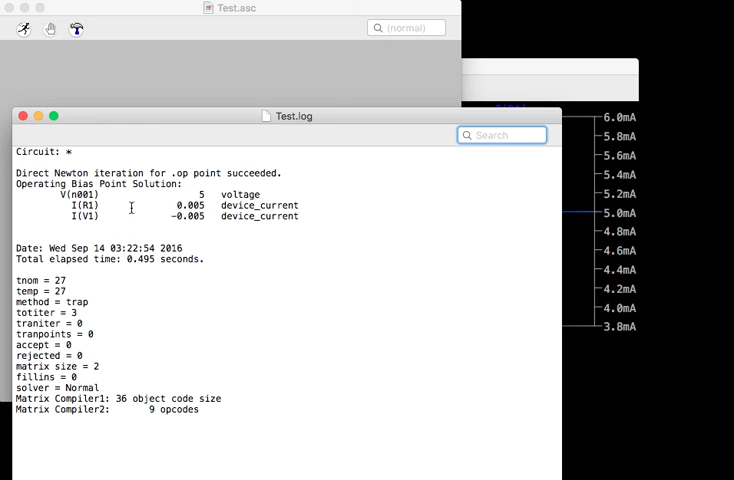 Test.asc
(normal)
Test.log
Search
Circuit: *
Direct Newton iteration for .op point succeeded.
Operating Bias Point Solution:
V(n001) 5 voltage
I(R1) 0.005 device_current
I(V1) -0.005 device_current
Date: Wed Sep 14 03:22:54 2016
Total elapsed time: 0.495 seconds.
tnom = 27
temp = 27
method = trap
totiter = 3
traniter = 0
tranpoints = 0
accept = 0
rejected = 0
matrix size = 2
fillins = 0
solver = Normal
Matrix Compiler1: 36 object code size
Matrix Compiler2: 9 opcodes
6.0mA
5.8mA
5.6mA
5.4mA
5.2mA
5.0mA
4.8mA
4.6mA
4.4mA
4.2mA
4.0mA
3.8mA